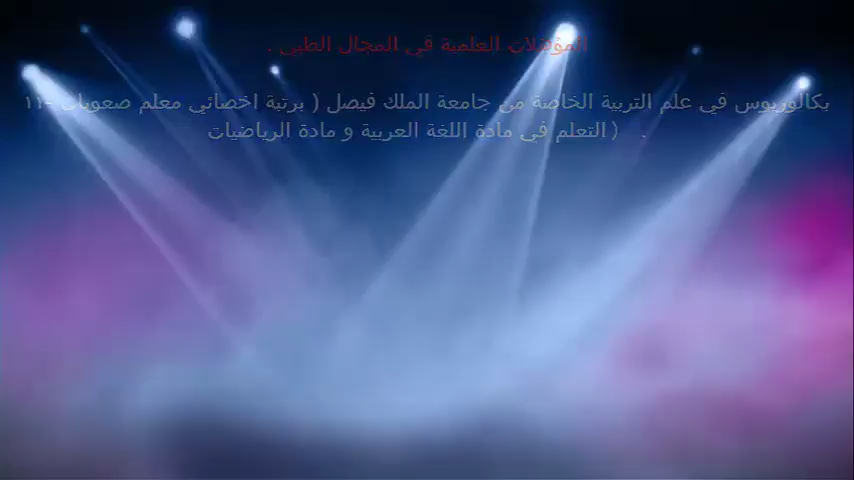 المؤهلات العلمية في المجال الطبي .
١١- بكالوريوس في علم التربية الخاصة من جامعة الملك فيصل ( برتبة اخصائي معلم صعوبات
التعلم في مادة اللغة العربية و مادة الرياضيات ) .